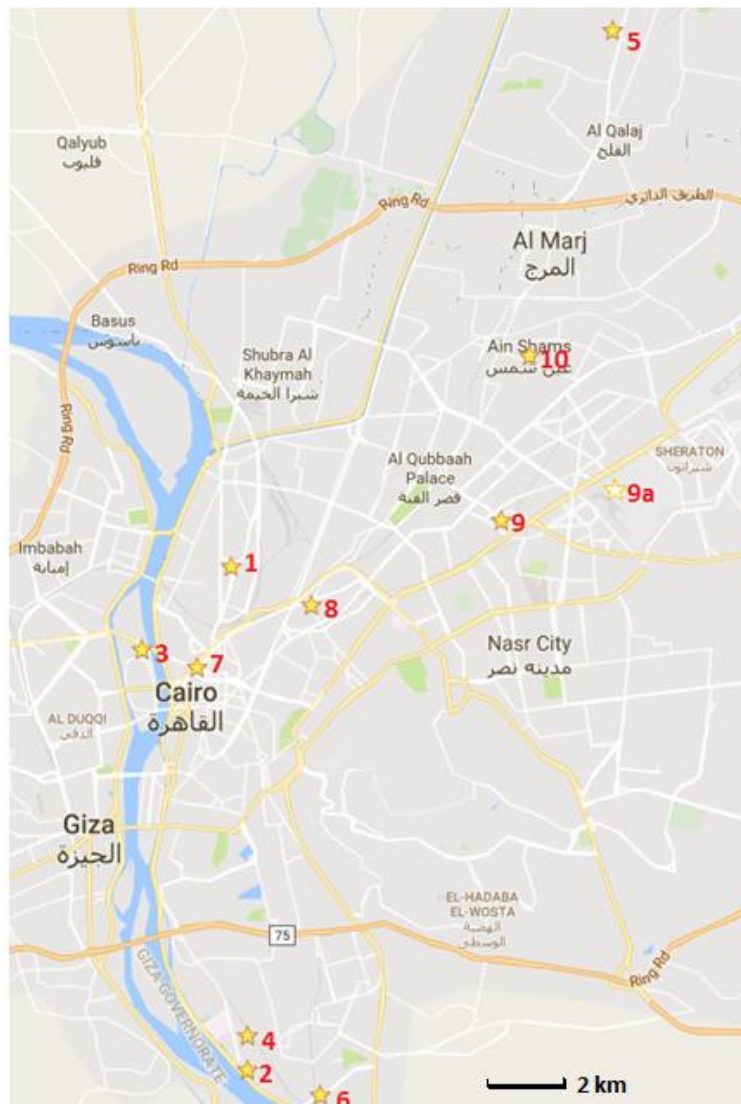 5
Qalyub
قليوب
Al Qalaj
القلج
Ring Rd
الطريق الدائري
Al Marj
المرج
Ring Rd
Basus
باسوس
Ain Shams
عين شمس
10
Shubra Al
Khaymah
شبرا الخيمة
Ring Rd
SHERATON
شيراتون
Al Qubbaah
Palace
قصر القبة
9a
9
Imbabah
إمبابة
1
8
3
7
Nasr City
مدينه نصر
Cairo
القاهرة
AL DUQQI
الدقي
Giza
الجيزة
EL-HADABA
EL-WOSTA
الهضبة
الوسطى
75
Ring Rd
GIZA GOVERNORATE
4
2
6
2 km